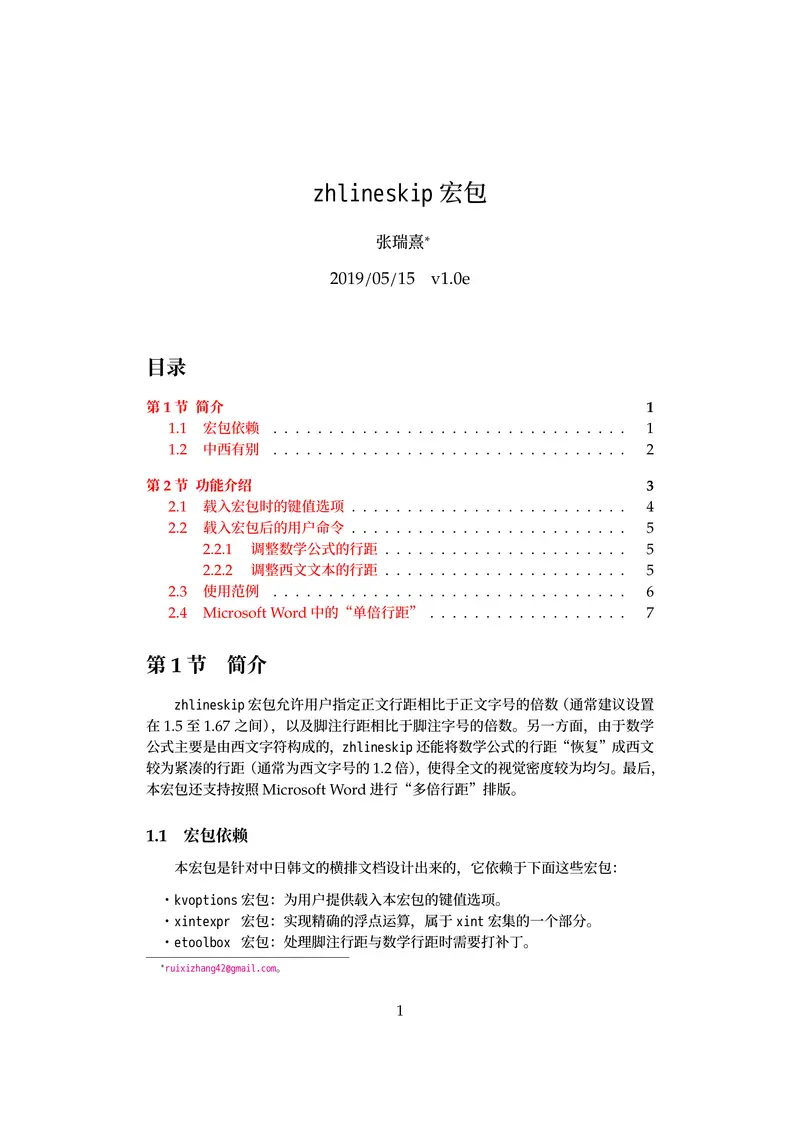 zhlineskip 宏包
张瑞熹*
2019/05/15 v1.0e
目录
第 1 节 简介 1
1.1 宏包依赖 . . . . . . . . . . . . . . . . . . . . . . . . . . . . . . . . 1
1.2 中西有别 . . . . . . . . . . . . . . . . . . . . . . . . . . . . . . . . 2
第 2 节 功能介绍 3
2.1 载入宏包时的键值选项 . . . . . . . . . . . . . . . . . . . . . . . . . 4
2.2 载入宏包后的用户命令 . . . . . . . . . . . . . . . . . . . . . . . . . 5
2.2.1 调整数学公式的行距 . . . . . . . . . . . . . . . . . . . . . . 5
2.2.2 调整西文文本的行距 . . . . . . . . . . . . . . . . . . . . . . 5
2.3 使用范例 . . . . . . . . . . . . . . . . . . . . . . . . . . . . . . . . 6
2.4 Microsoft Word 中的“单倍行距” . . . . . . . . . . . . . . . . . . 7
第 1 节 简介
zhlineskip 宏包允许用户指定正文行距相比于正文字号的倍数（通常建议设置
在 1.5 至 1.67 之间），以及脚注行距相比于脚注字号的倍数。另一方面，由于数学
公式主要是由西文字符构成的，zhlineskip 还能将数学公式的行距“恢复”成西文
较为紧凑的行距（通常为西文字号的 1.2 倍），使得全文的视觉密度较为均匀。最后，
本宏包还支持按照 Microsoft Word 进行“多倍行距”排版。
1.1 宏包依赖
本宏包是针对中日韩文的横排文档设计出来的，它依赖于下面这些宏包：
・kvoptions 宏包：为用户提供载入本宏包的键值选项。
・xintexpr 宏包：实现精确的浮点运算，属于 xint 宏集的一个部分。
・etoolbox 宏包：处理脚注行距与数学行距时需要打补丁。
*ruixizhang42@gmail.com。
1